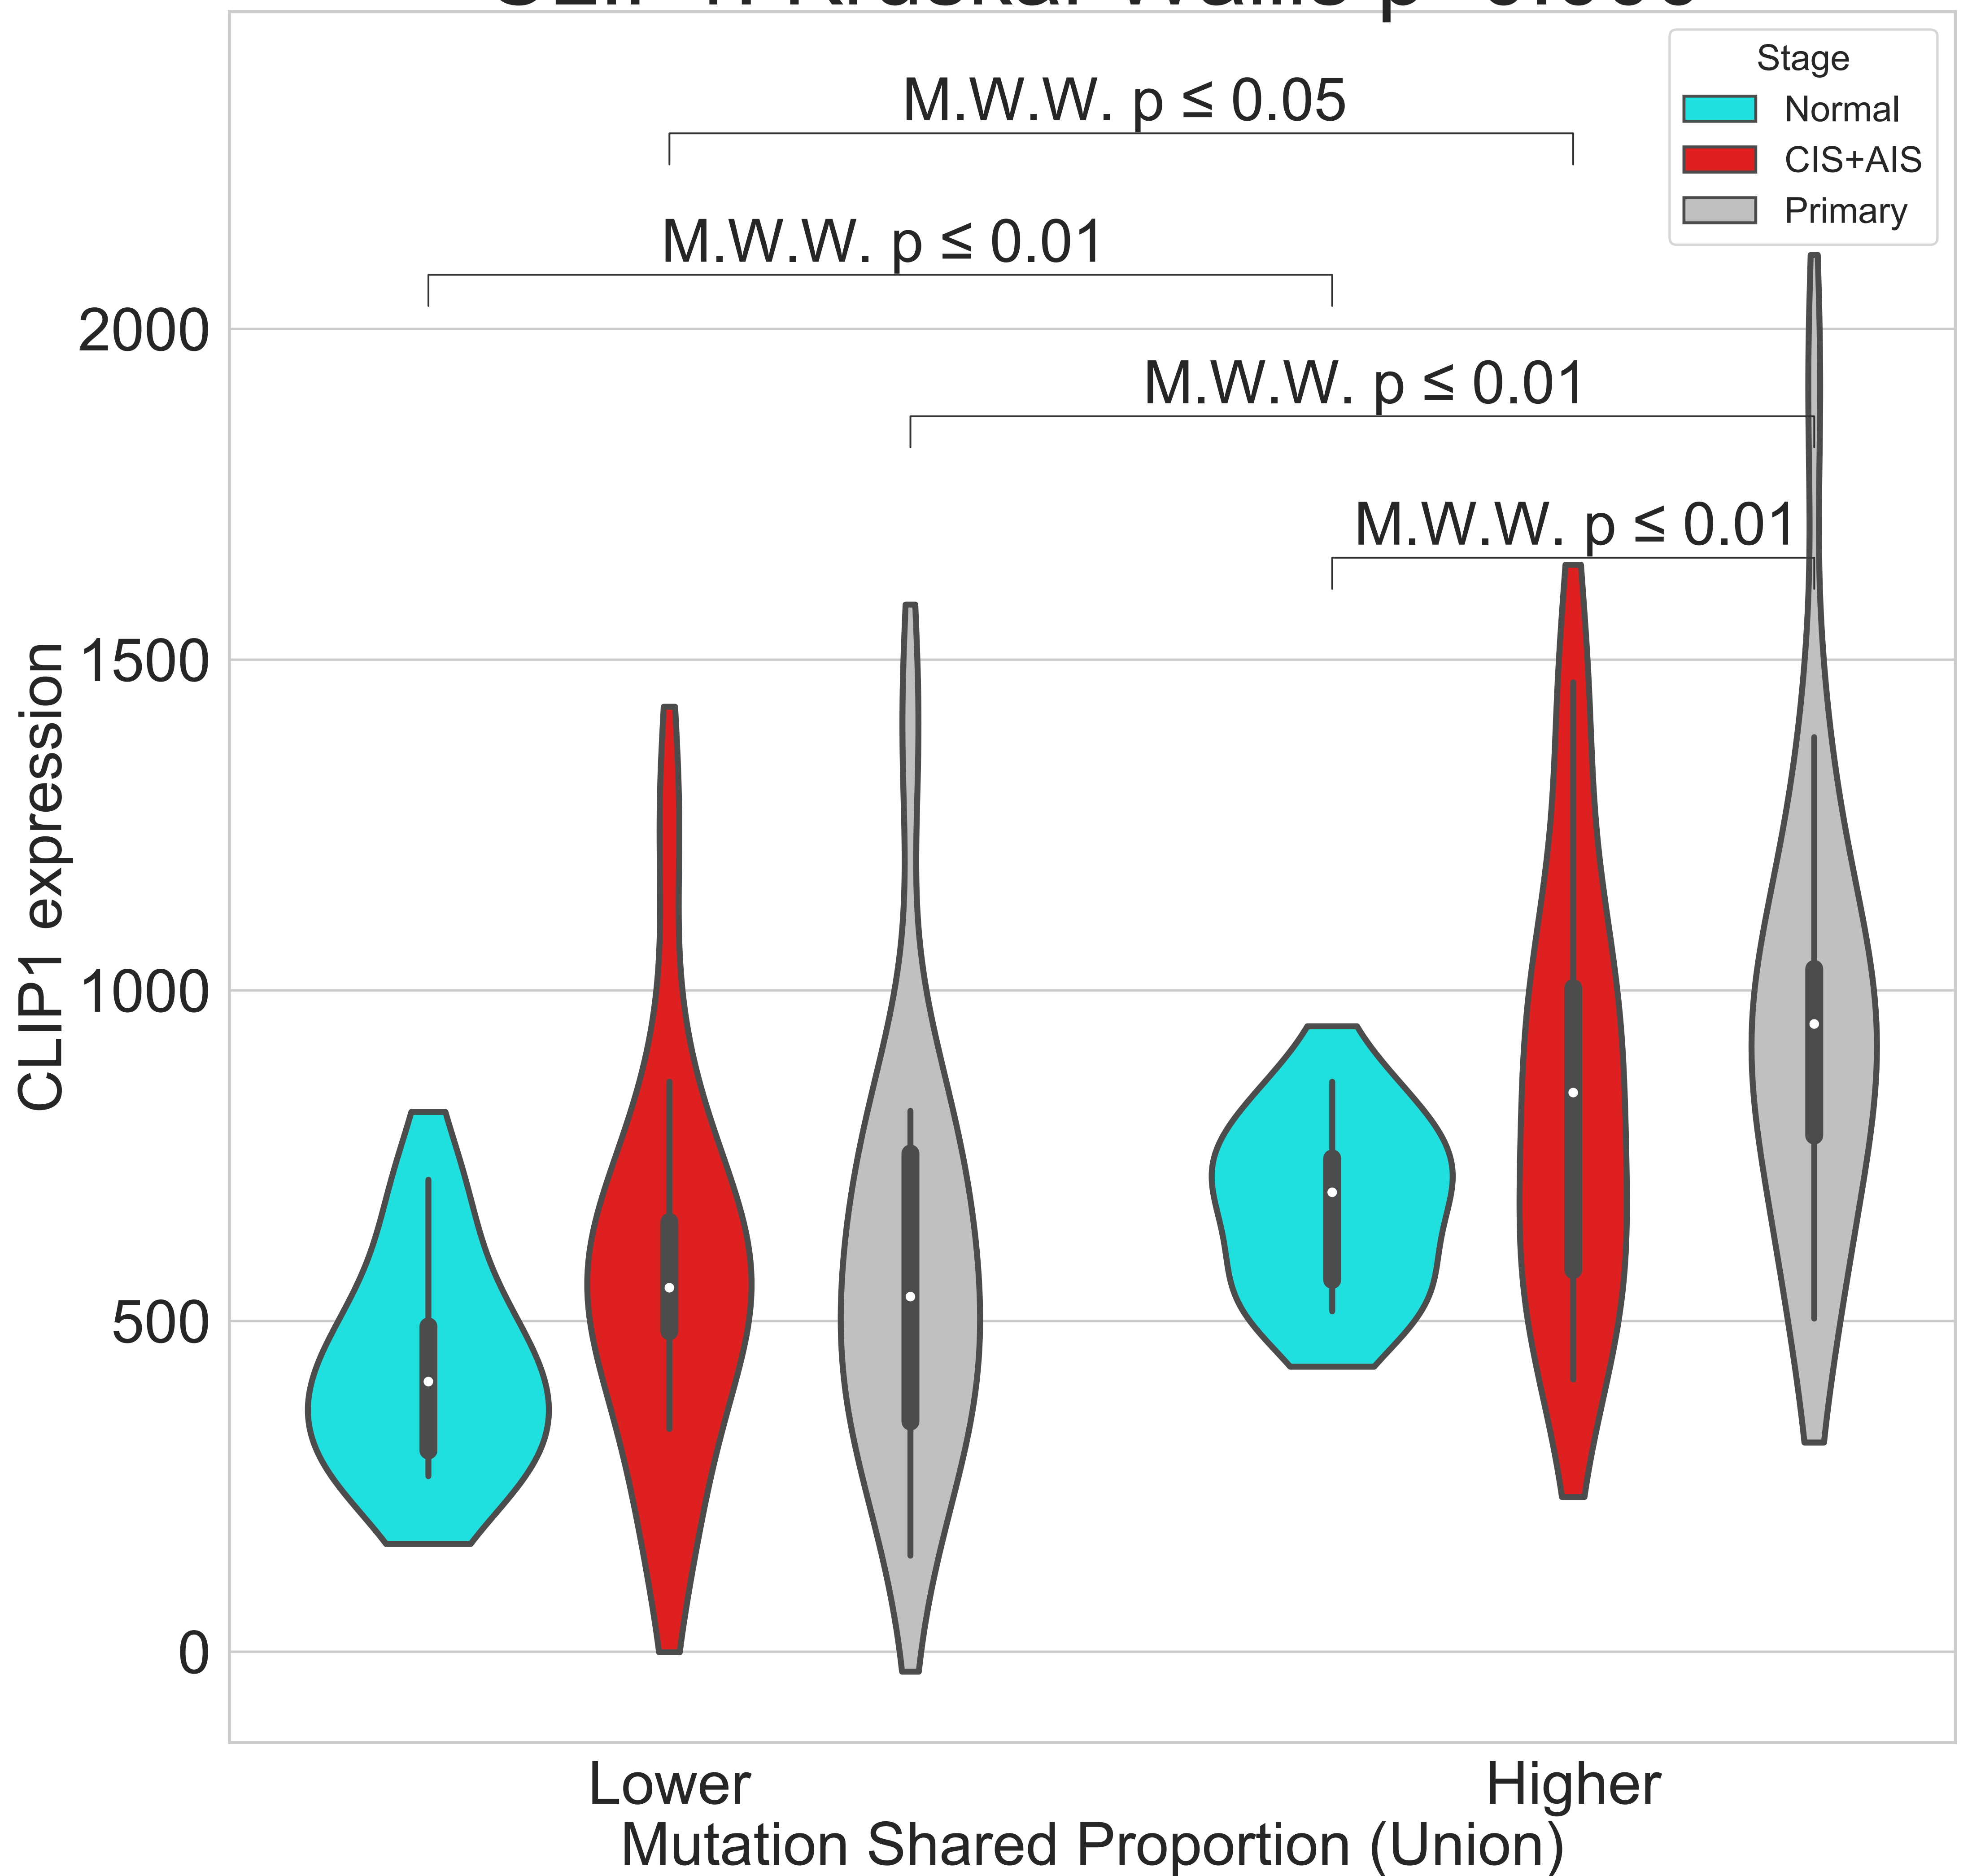 M.W.W. p ≤ 0.05
M.W.W. p ≤ 0.01
M.W.W. p ≤ 0.01
M.W.W. p ≤ 0.01
Stage
Normal
CIS+AIS
Primary
CLIP1 expression
2000
1500
1000
500
0
Lower
Higher
Mutation Shared Proportion (Union)